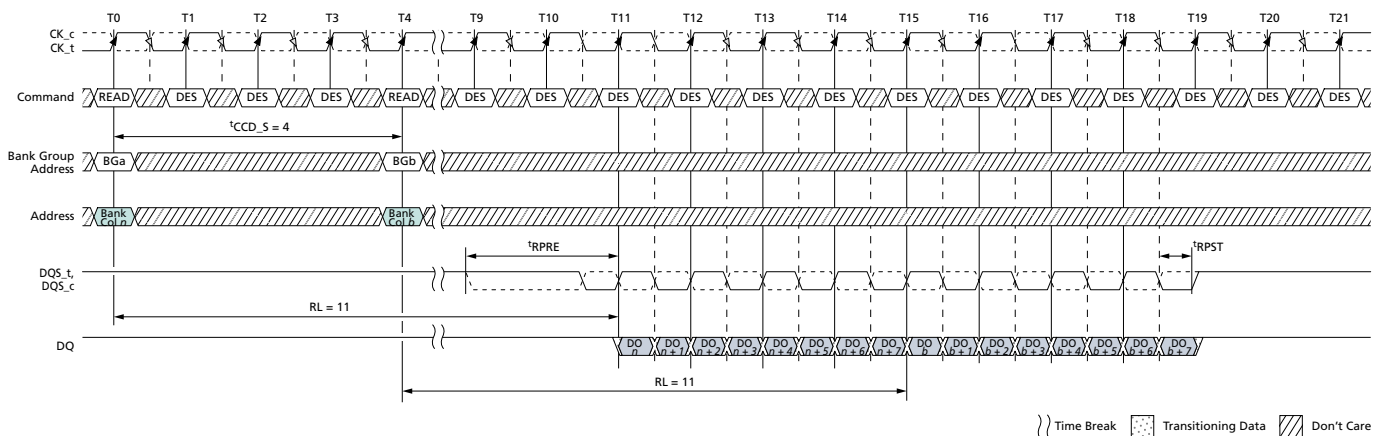 T0 T1 T2 T3 T4 T9 T10 T11 T12 T13 T14 T15 T16 T17 T18 T19 T20 T21
CK_c
CK_t
Command READ DES DES DES READ DES DES DES DES DES DES DES DES DES DES DES DES DES
tCCD_S = 4
Bank Group
Address
BGa BGb
Address
Bank
Col n
Bank
Col b
tRPRE tRPST
DQS_t,
DQS_c
RL = 11
DQ
DO
n
DO
n + 1
DO
n + 2
DO
n + 3
DO
n + 4
DO
n + 5
DO
n + 6
DO
n + 7
DO
b
DO
b + 1
DO
b + 2
DO
b + 3
DO
b + 4
DO
b + 5
DO
b + 6
DO
b + 7
RL = 11
Time Break Transitioning Data Don't Care